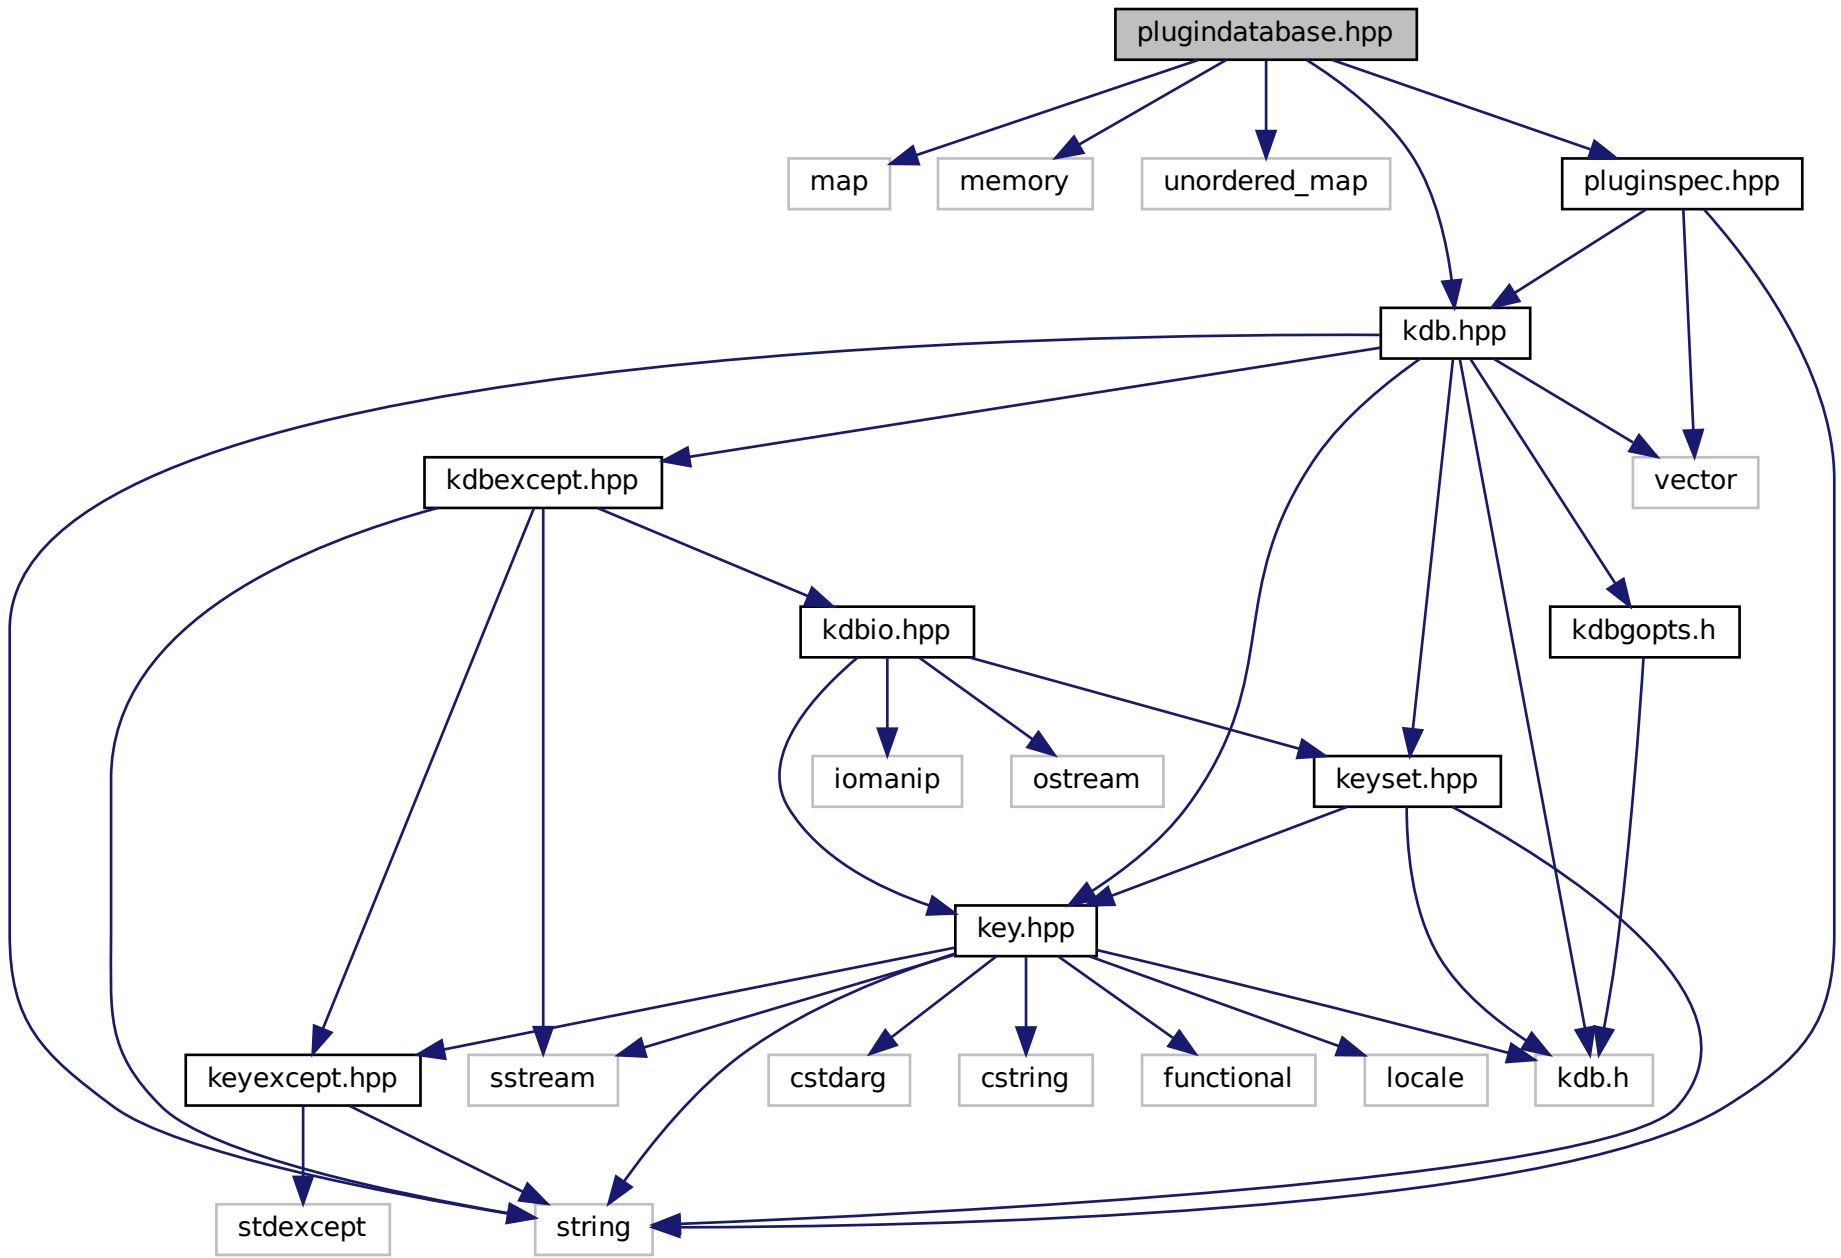 plugindatabase.hpp
map
memory
unordered_map
pluginspec.hpp
kdb.hpp
kdbexcept.hpp
vector
kdbio.hpp
kdbgopts.h
iomanip
ostream
keyset.hpp
key.hpp
keyexcept.hpp
sstream
cstdarg
cstring
functional
locale
kdb.h
stdexcept
string